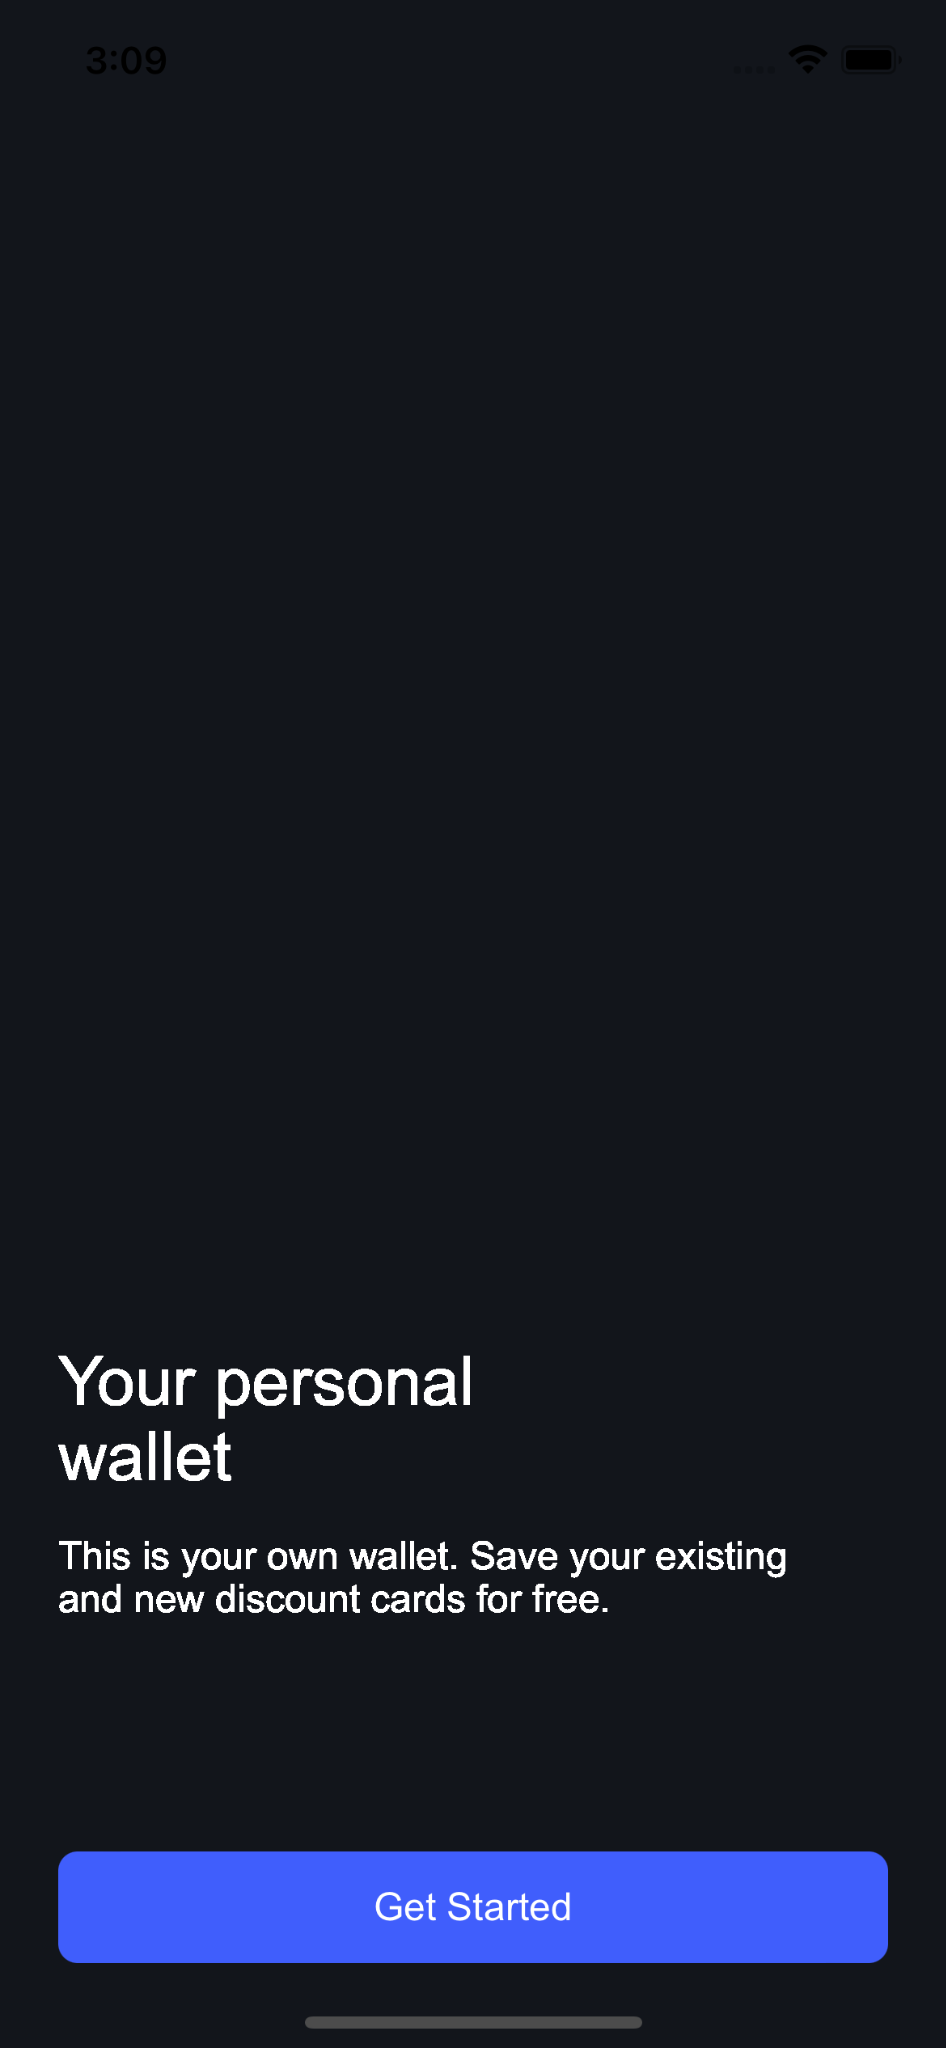 3:09
Your personal
wallet
This is your own wallet. Save your existing
and new discount cards for free.
Get Started